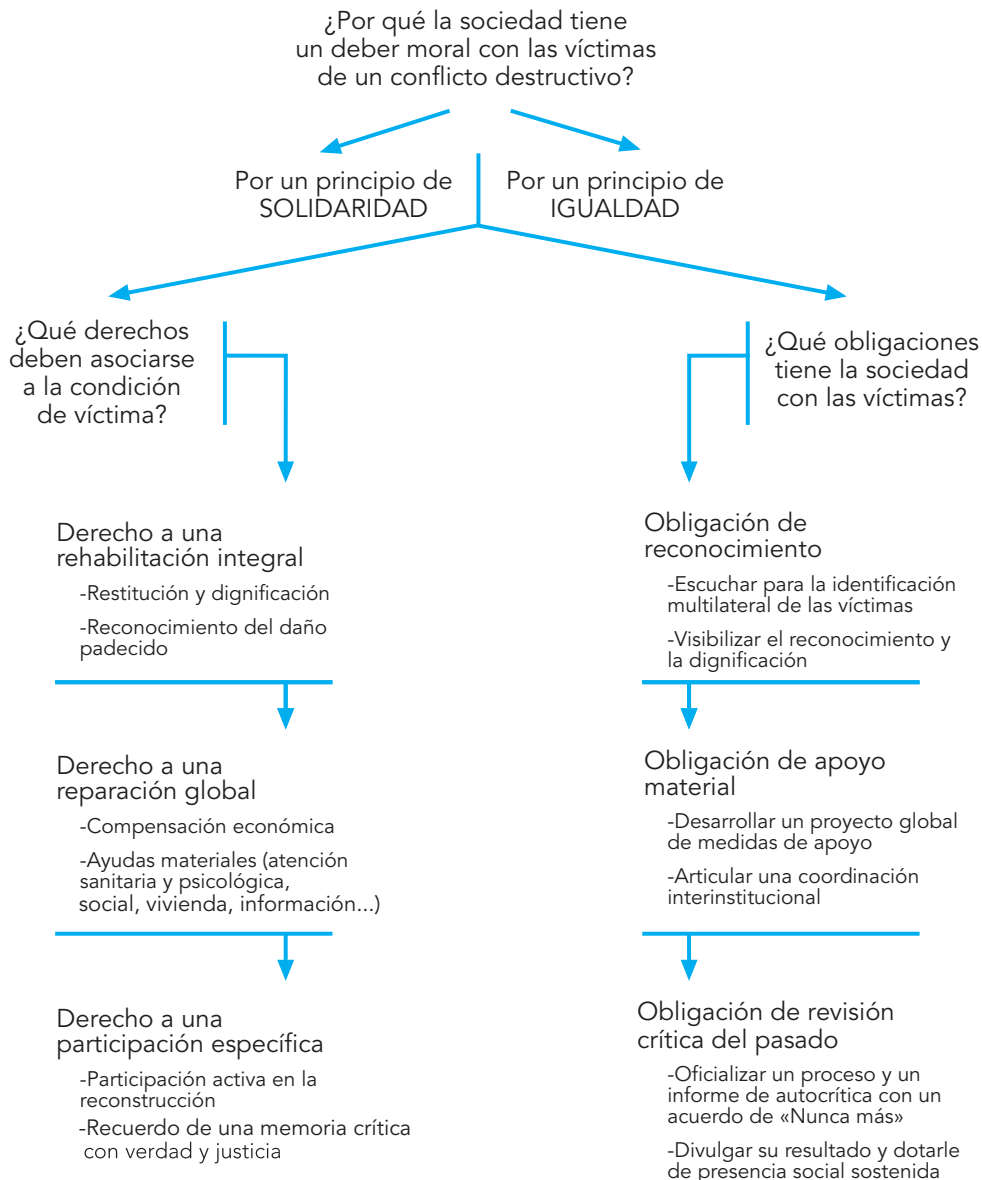 ¿Por qué la sociedad tiene
un deber moral con las víctimas
de un conflicto destructivo?
Por un principio de
SOLIDARIDAD
Por un principio de
IGUALDAD
¿Qué derechos
deben asociarse
a la condición
de víctima?
¿Qué obligaciones
tiene la sociedad
con las víctimas?
Derecho a una
rehabilitación integral
-Restitución y dignificación
-Reconocimiento del daño
padecido
Derecho a una
reparación global
-Compensación económica
-Ayudas materiales (atención
sanitaria y psicológica,
social, vivienda, información...)
Derecho a una
participación específica
-Participación activa en la
reconstrucción
-Recuerdo de una memoria crítica
con verdad y justicia
Obligación de
reconocimiento
-Escuchar para la identificación
multilateral de las víctimas
-Visibilizar el reconocimiento y
la dignificación
Obligación de apoyo
material
-Desarrollar un proyecto global
de medidas de apoyo
-Articular una coordinación
interinstitucional
Obligación de revisión
crítica del pasado
-Oficializar un proceso y un
informe de autocrítica con un
acuerdo de «Nunca más»
-Divulgar su resultado y dotarle
de presencia social sostenida